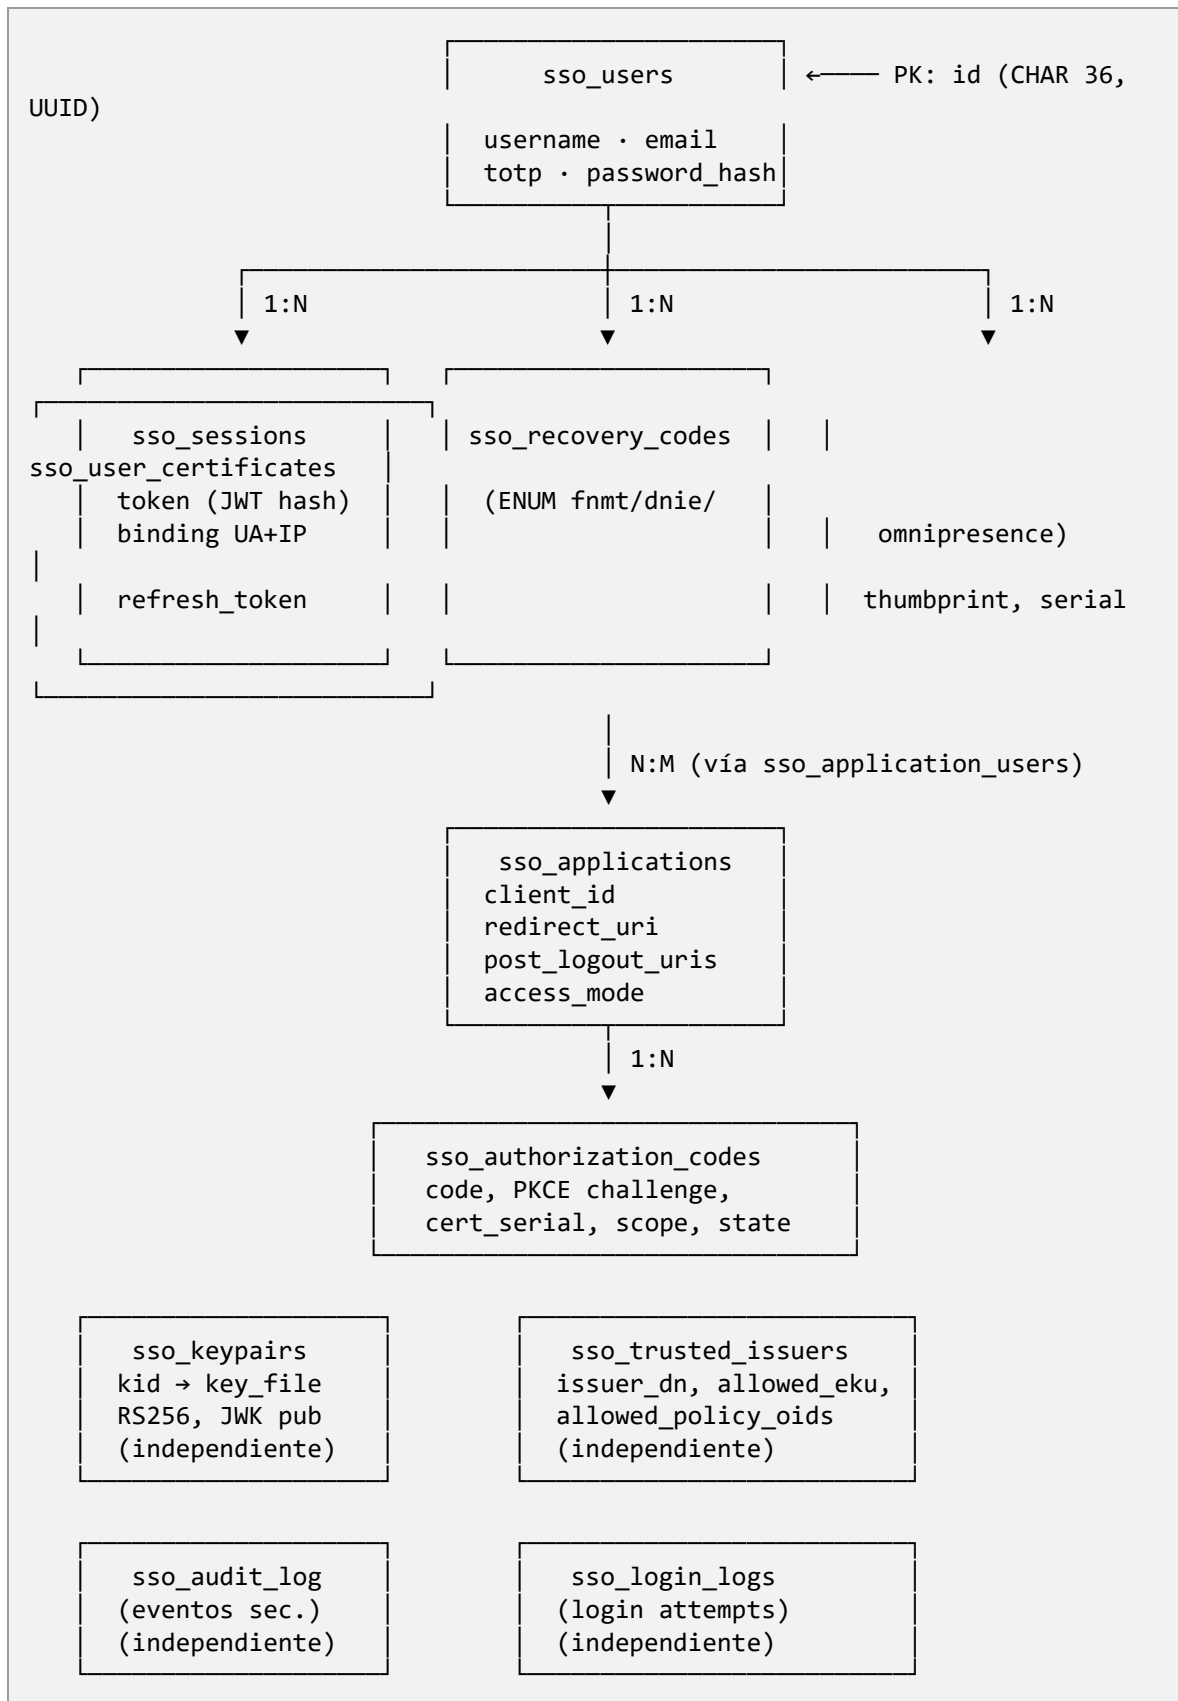 sso_users ←──── PK: id (CHAR 36,
UUID)
username · email
totp · password_hash
1:N 1:N 1:N
sso_sessions sso_recovery_codes
sso_user_certificates
token (JWT hash) (ENUM fnmt/dnie/
binding UA+IP omnipresence)
refresh_token thumbprint, serial
N:M (vía sso_application_users)
sso_applications
client_id
redirect_uri
post_logout_uris
access_mode
1:N
sso_authorization_codes
code, PKCE challenge,
cert_serial, scope, state
sso_keypairs sso_trusted_issuers
kid → key_file issuer_dn, allowed_eku,
RS256, JWK pub allowed_policy_oids
(independiente) (independiente)
sso_audit_log sso_login_logs
(eventos sec.) (login attempts)
(independiente) (independiente)